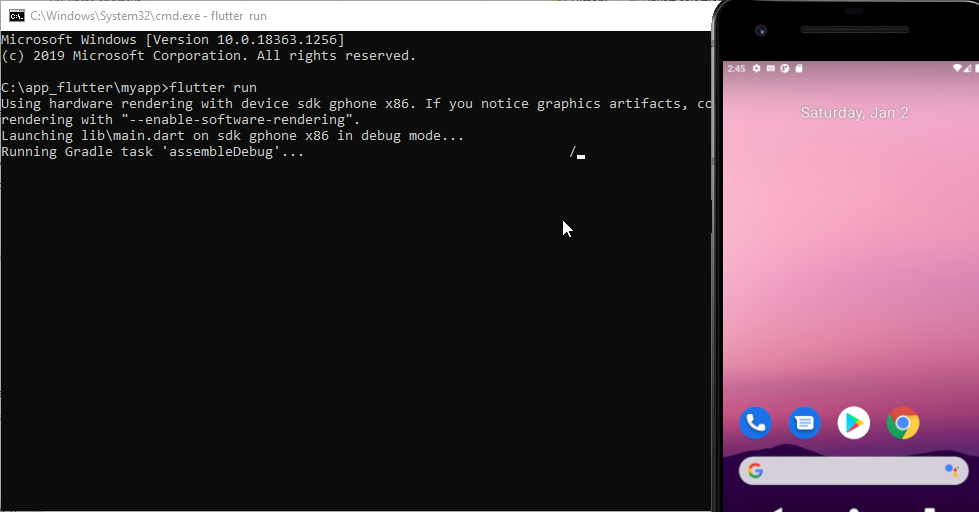 C:\Windows\System32\cmd.exe - flutter run
Microsoft Windows [Version 10.0.18363.1256]
(c) 2019 Microsoft Corporation. All rights reserved.
C:\app_flutter\myapp>flutter run
Using hardware rendering with device sdk gphone x86. If you notice graphics artifacts, co
rendering with "--enable-software-rendering".
Launching lib\main.dart on sdk gphone x86 in debug mode...
Running Gradle task 'assembleDebug'... /
2:45
Saturday, Jan 2